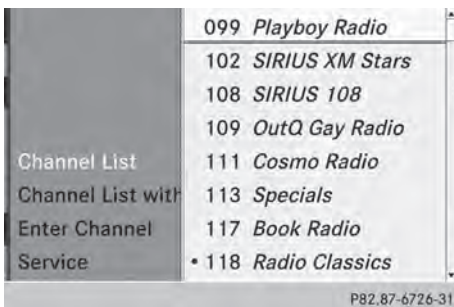 099 Playboy Radio
102 SIRIUS XM Stars
108 SIRIUS 108
109 OutQ Gay Radio
Channel List
111 Cosmo Radio
Channel List with
113 Specials
Enter Channel
117 Book Radio
Service
• 118 Radio Classics
P82.87-6726-31